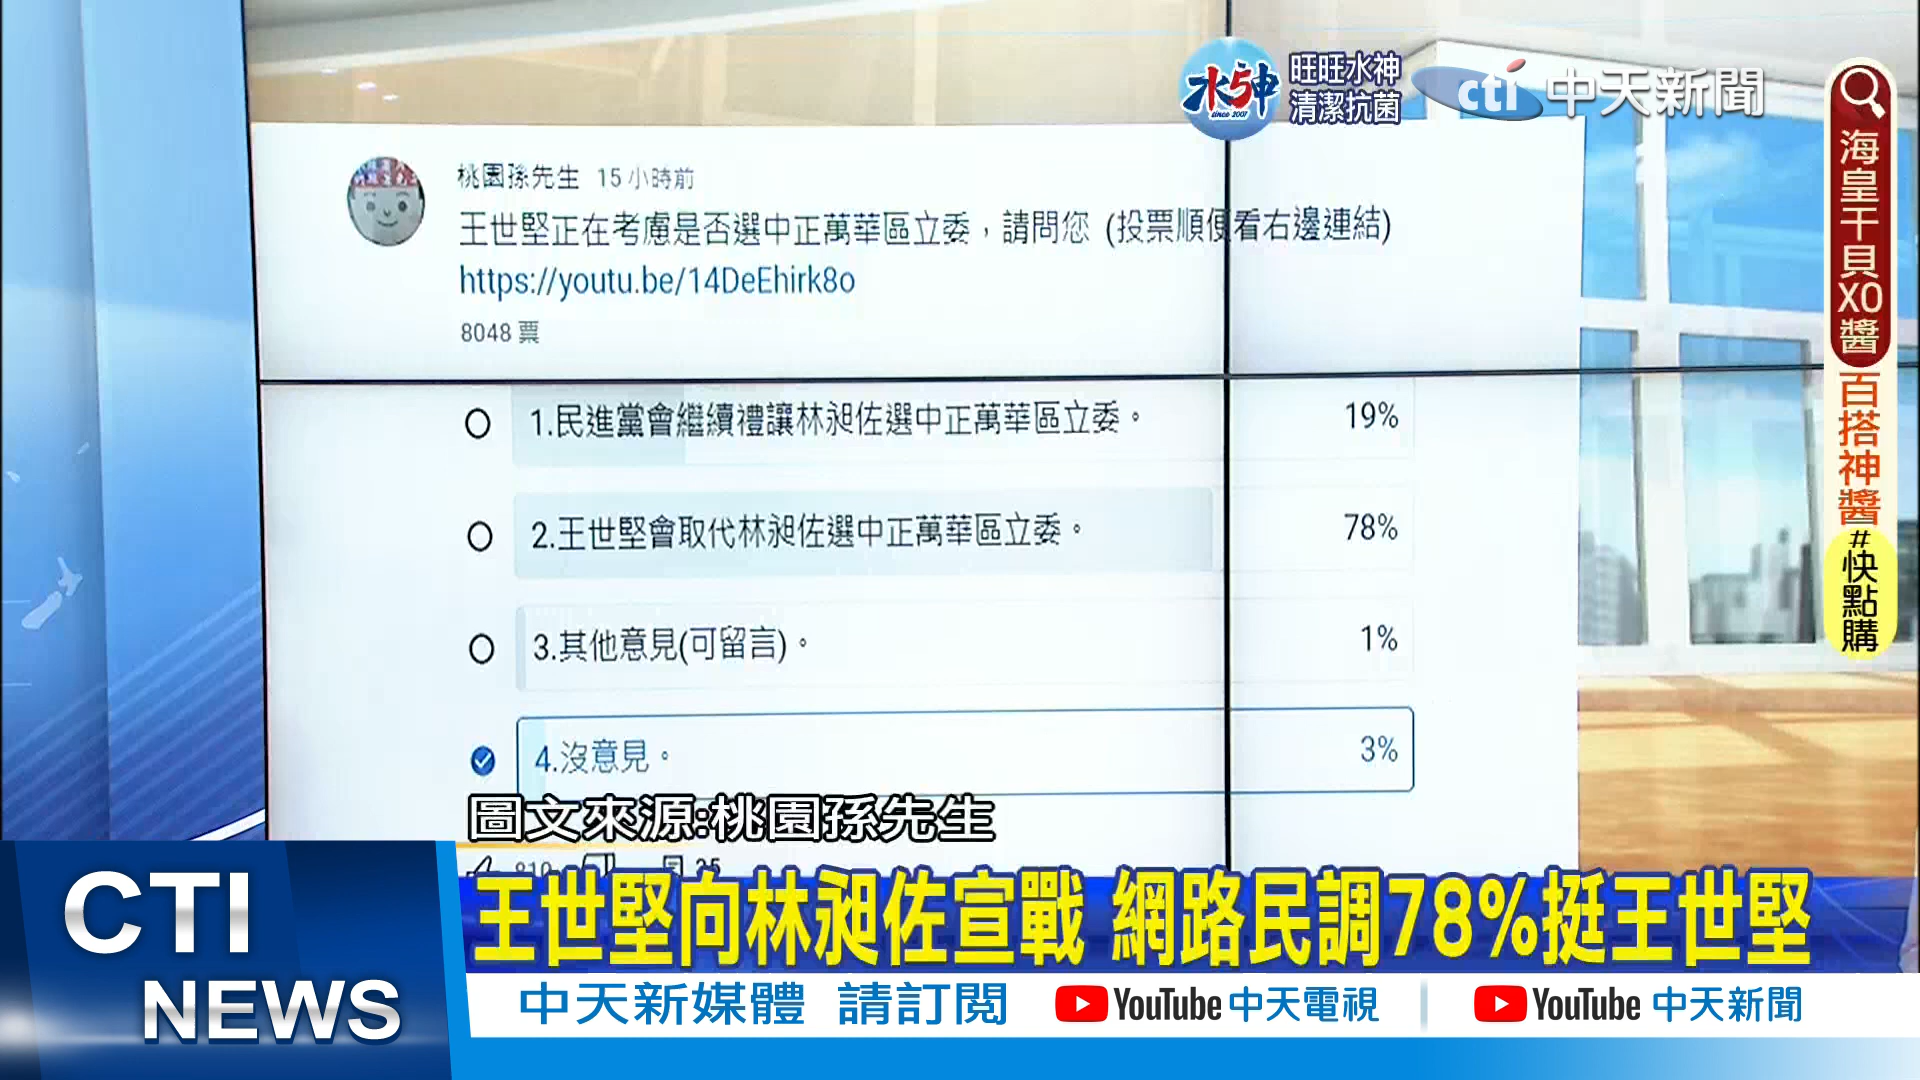 水神
since 2007
旺旺水神
清潔抗菌
cti 中天新聞
海皇干貝XO醬
百搭神醬
#快點購
桃園孫先生 15 小時前
王世堅正在考慮是否選中正萬華區立委，請問您 (投票順便看右邊連結)
https://youtu.be/14DeEhirk8o
8048 票
1.民進黨會繼續禮讓林昶佐選中正萬華區立委。 19%
2.王世堅會取代林昶佐選中正萬華區立委。 78%
3.其他意見(可留言)。 1%
4.沒意見。 3%
圖文來源:桃園孫先生
王世堅向林昶佐宣戰 網路民調78%挺王世堅
CTI
NEWS
中天新媒體 請訂閱 YouTube 中天電視 | YouTube 中天新聞